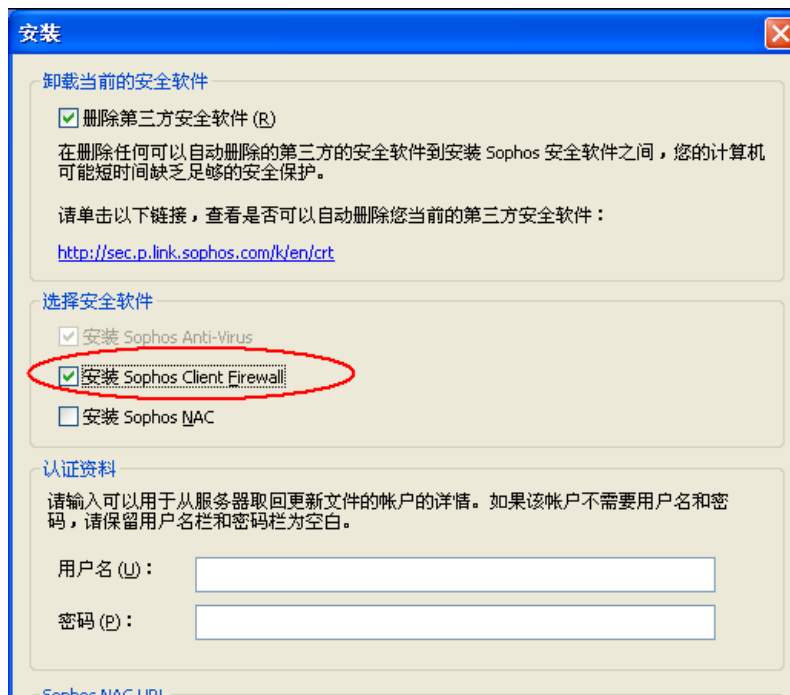 安装
卸载当前的安全软件
删除第三方安全软件(R)
在删除任何可以自动删除的第三方的安全软件到安装 Sophos 安全软件之间，您的计算机
可能短时间缺乏足够的安全保护。
请单击以下链接，查看是否可以自动删除您当前的第三方安全软件：
http://sec.p.link.sophos.com/k/en/crt
选择安全软件
安装 Sophos Anti-Virus
安装 Sophos Client Firewall
安装 Sophos NAC
认证资料
请输入可以用于从服务器取回更新文件的帐户的详情。如果该帐户不需要用户名和密
码，请保留用户名栏和密码栏为空白。
用户名(U)：
密码(P)：
Sophos NAC URL